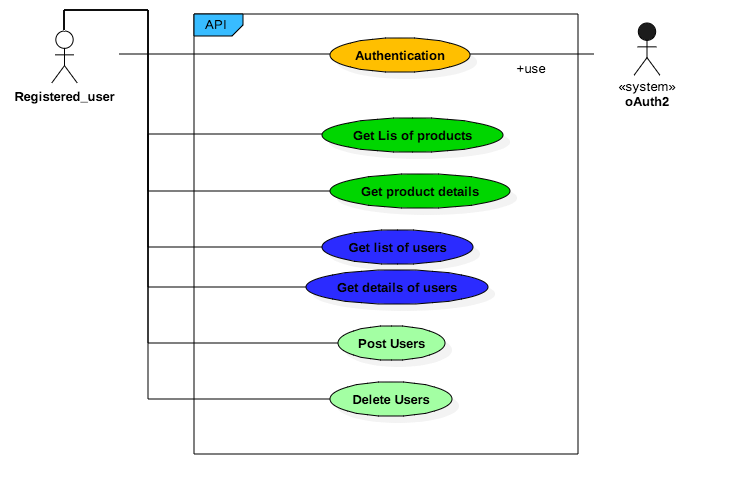 API
Authentication
+use
Registered_user
«system»
oAuth2
Get Lis of products
Get product details
Get list of users
Get details of users
Post Users
Delete Users